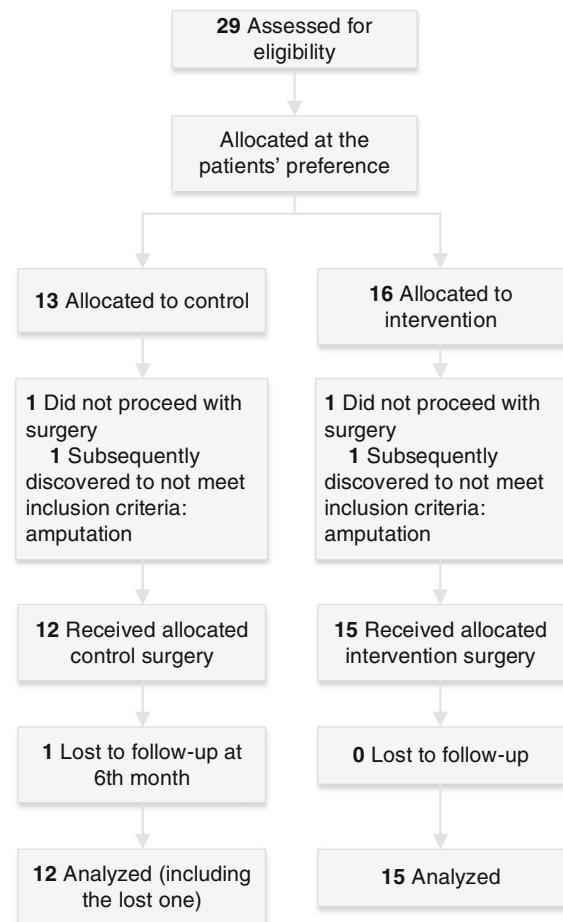 29 Assessed for
eligibility
Allocated at the
patients’ preference
13 Allocated to control
16 Allocated to
intervention
1 Did not proceed with
surgery
1 Subsequently
discovered to not meet
inclusion criteria:
amputation
1 Did not proceed with
surgery
1 Subsequently
discovered to not meet
inclusion criteria:
amputation
12 Received allocated
control surgery
15 Received allocated
intervention surgery
1 Lost to follow-up at
6th month
0 Lost to follow-up
12 Analyzed (including
the lost one)
15 Analyzed